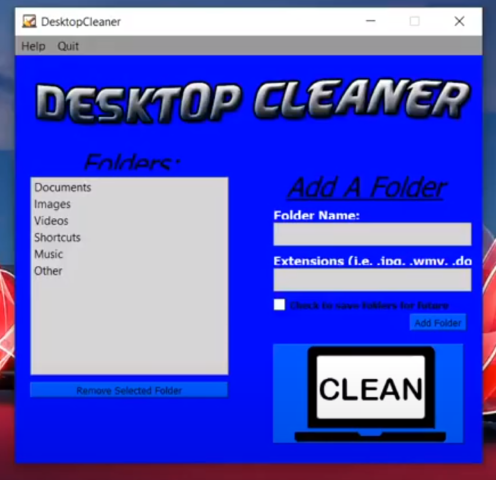 DesktopCleaner
Help Quit
DESKTOP CLEANER
Folders:
Documents
Images
Videos
Shortcuts
Music
Other
Remove Selected Folder
Add A Folder
Folder Name:
Extensions (i.e. .jpg, .wmv, .do
Check to save folders for future
Add Folder
CLEAN